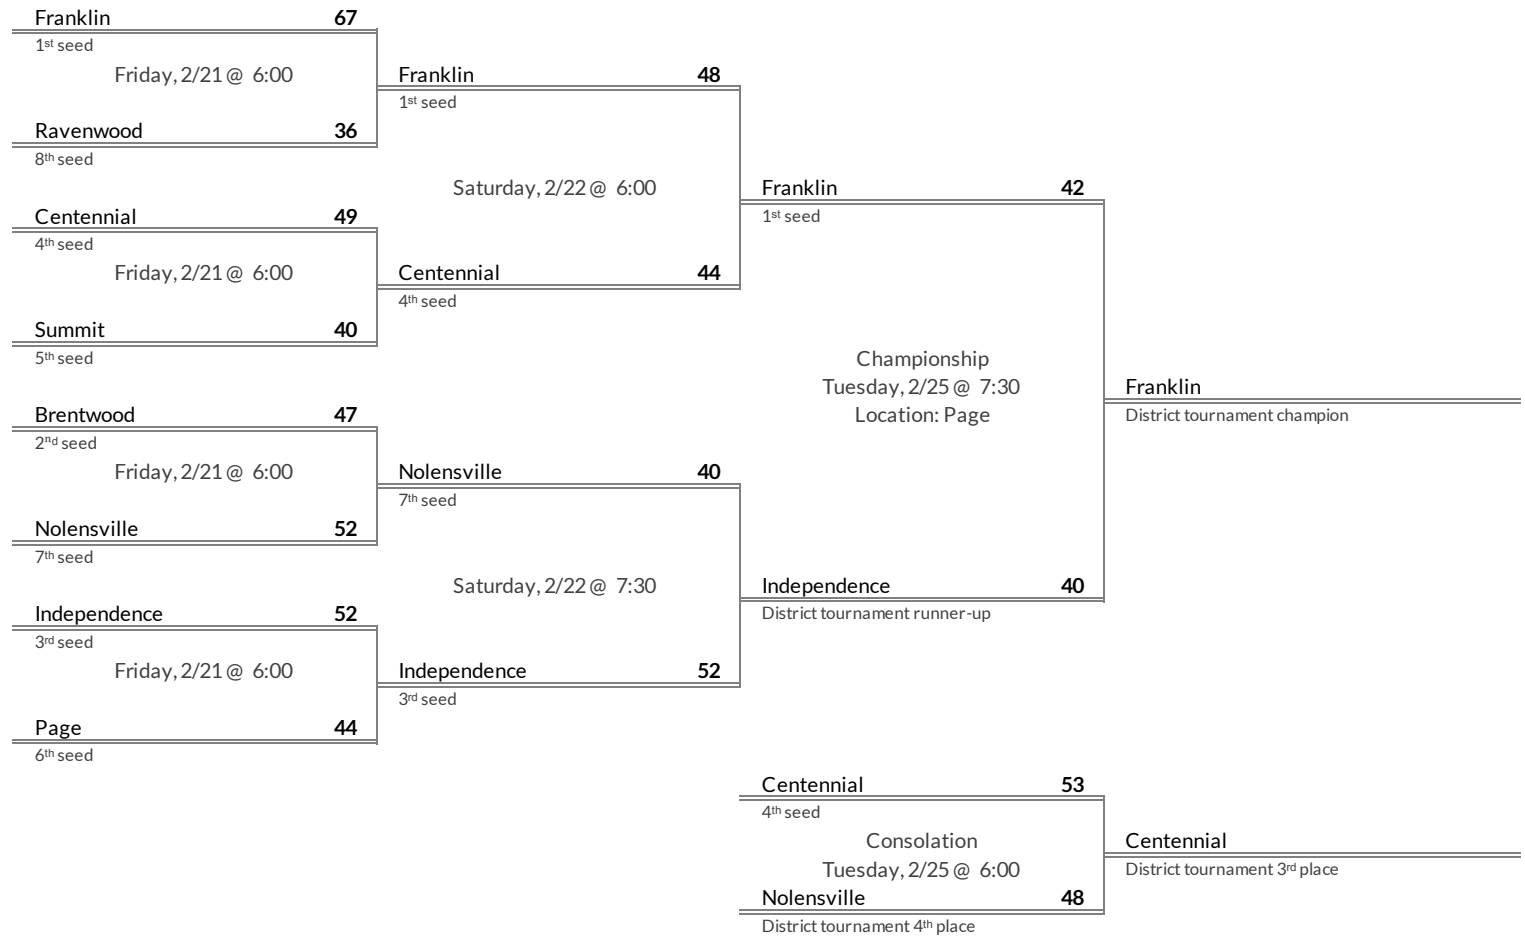 Franklin 67
1st seed
Friday, 2/21 @ 6:00
Ravenwood 36
8th seed
Centennial 49
4th seed
Friday, 2/21 @ 6:00
Summit 40
5th seed
Brentwood 47
2nd seed
Friday, 2/21 @ 6:00
Nolensville 52
7th seed
Independence 52
3rd seed
Friday, 2/21 @ 6:00
Page 44
6th seed
Franklin 48
1st seed
Saturday, 2/22 @ 6:00
Centennial 44
4th seed
Nolensville 40
7th seed
Saturday, 2/22 @ 7:30
Independence 52
3rd seed
Franklin 42
1st seed
Championship
Tuesday, 2/25 @ 7:30
Location: Page
Independence 40
District tournament runner-up
Franklin
District tournament champion
Centennial 53
4th seed
Consolation
Tuesday, 2/25 @ 6:00
Nolensville 48
District tournament 4th place
Centennial
District tournament 3rd place